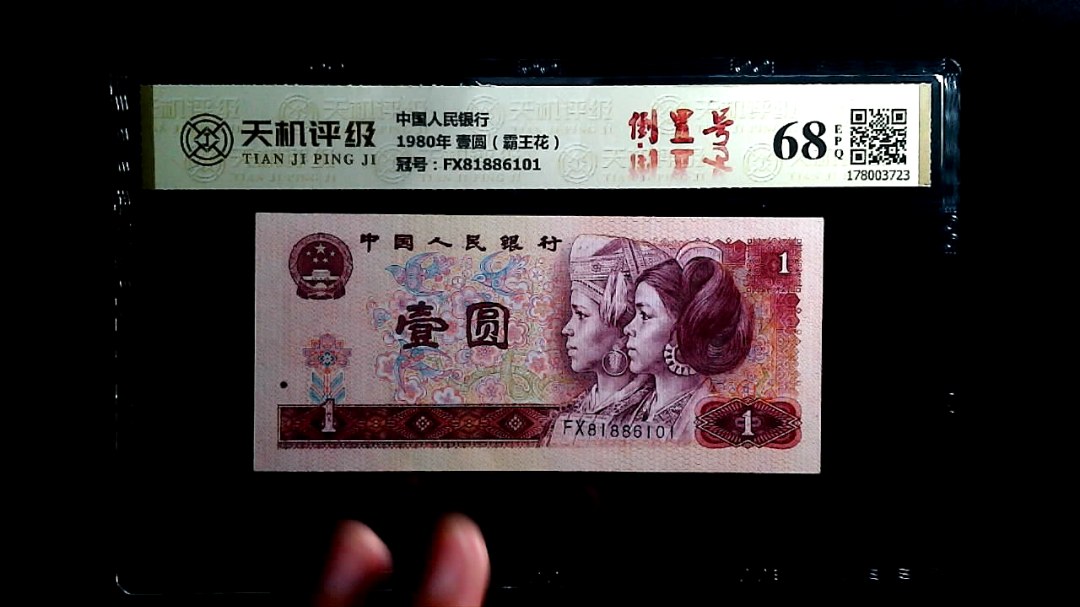 天机评级
TIAN JI PING JI
中国人民银行
1980年 壹圆（霸王花）
冠号：FX81886101
倒置号
68
EPQ
178003723
中国人民银行
1
壹圆
1
FX81886101
1